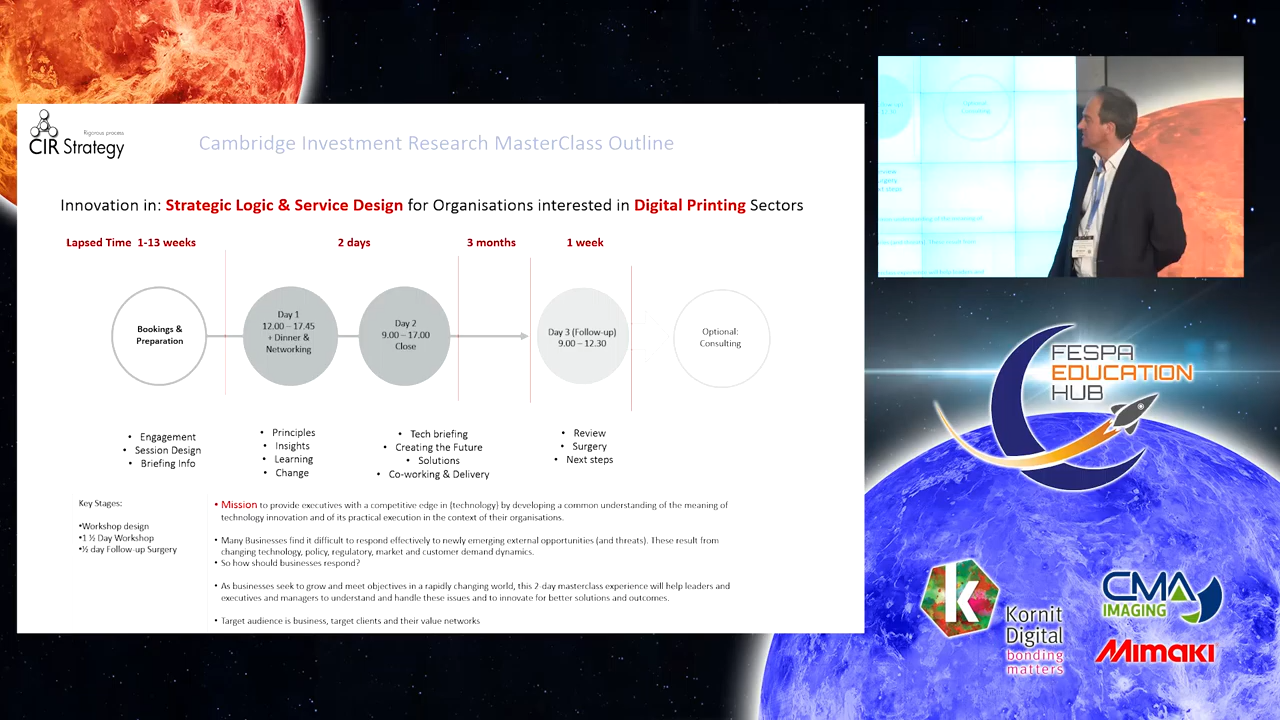 Rigorous process
CIR Strategy
Cambridge Investment Research MasterClass Outline
Innovation in: Strategic Logic & Service Design for Organisations interested in Digital Printing Sectors
Lapsed Time 1-13 weeks
2 days
3 months
1 week
Bookings &
Preparation
Day 1
12.00 – 17.45
+ Dinner &
Networking
Day 2
9.00 – 17.00
Close
Day 3 (Follow-up)
9.00 – 12.30
Optional:
Consulting
• Engagement
• Session Design
• Briefing Info
• Principles
• Insights
• Learning
• Change
• Tech briefing
• Creating the Future
• Solutions
• Co-working & Delivery
• Review
• Surgery
• Next steps
Key Stages:
•Workshop design
•1 ½ Day Workshop
•½ day Follow-up Surgery
• Mission to provide executives with a competitive edge in (technology) by developing a common understanding of the meaning of
technology innovation and of its practical execution in the context of their organisations.
• Many Businesses find it difficult to respond effectively to newly emerging external opportunities (and threats). These result from
changing technology, policy, regulatory, market and customer demand dynamics.
• So how should businesses respond?
• As businesses seek to grow and meet objectives in a rapidly changing world, this 2-day masterclass experience will help leaders and
executives and managers to understand and handle these issues and to innovate for better solutions and outcomes.
• Target audience is business, target clients and their value networks
Optional:
Consulting
FESPA
EDUCATION
HUB
k
Kornit
Digital
bonding
matters
CMA
IMAGING
Mimaki